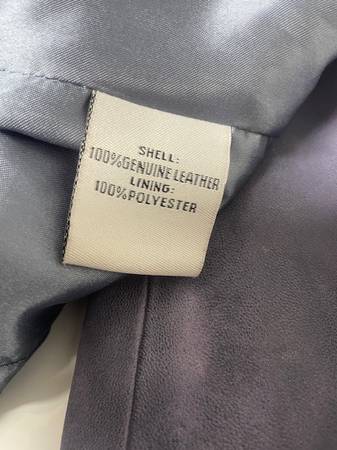 SHELL:
100%GENUINE LEATHER
LINING:
100%POLYESTER